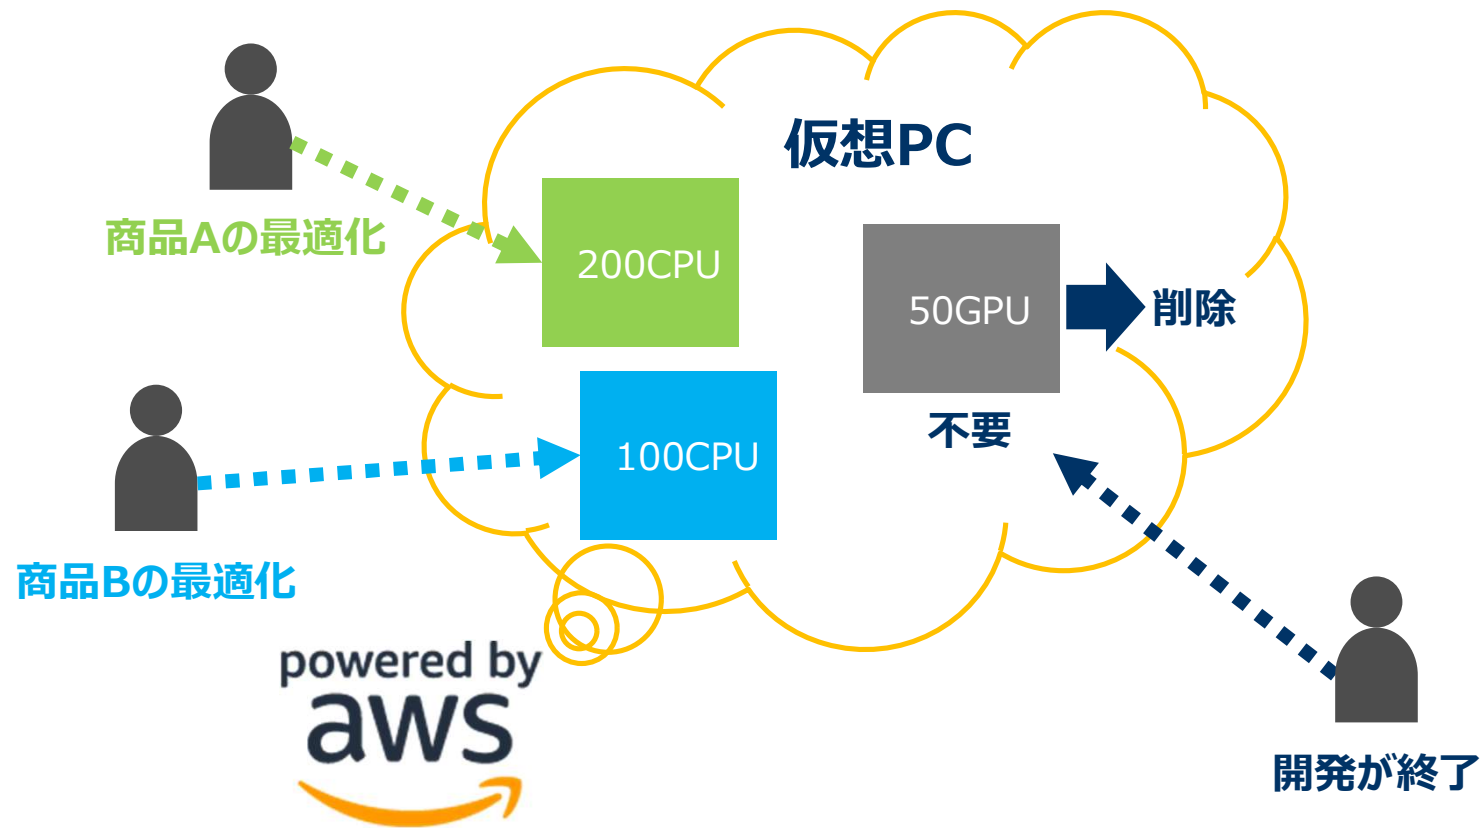 仮想PC
商品Aの最適化
200CPU
50GPU
削除
不要
100CPU
商品Bの最適化
powered by
aws
開発が終了